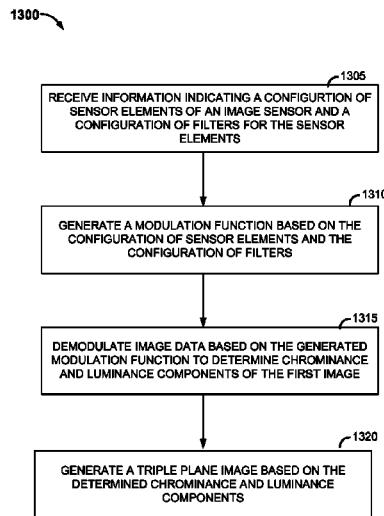 1300
1305
RECEIVE INFORMATION INDICATING A CONFIGURTION OF
SENSOR ELEMENTS OF AN IMAGE SENSOR AND A
CONFIGURATION OF FILTERS FOR THE SENSOR
ELEMENTS
1310
GENERATE A MODULATION FUNCTION BASED ON THE
CONFIGURATION OF SENSOR ELEMENTS AND THE
CONFIGURATION OF FILTERS
1315
DEMODULATE IMAGE DATA BASED ON THE GENERATED
MODULATION FUNCTION TO DETERMINE CHROMINANCE
AND LUMINANCE COMPONENTS OF THE FIRST IMAGE
1320
GENERATE A TRIPLE PLANE IMAGE BASED ON THE
DETERMINED CHROMINANCE AND LUMINANCE
COMPONENTS